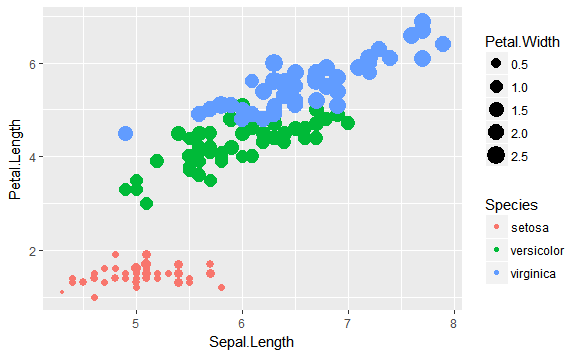 Petal.Length
6
4
2
5
6
7
8
Sepal.Length
Petal.Width
0.5
1.0
1.5
2.0
2.5
Species
setosa
versicolor
virginica